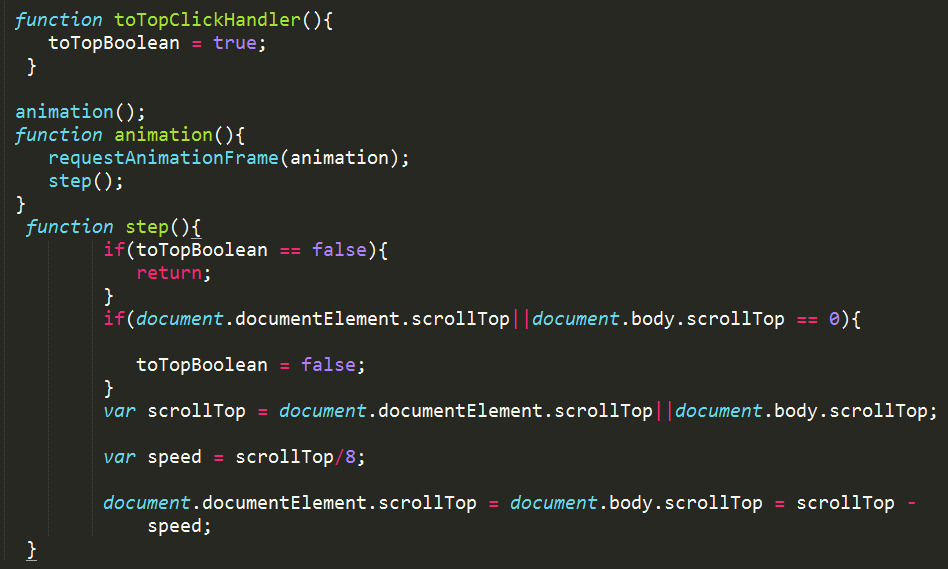 function toTopClickHandler(){
toTopBoolean = true;
}
animation();
function animation(){
requestAnimationFrame(animation);
step();
}
function step(){
if(toTopBoolean == false){
return;
}
if(document.documentElement.scrollTop||document.body.scrollTop == 0){
toTopBoolean = false;
}
var scrollTop = document.documentElement.scrollTop||document.body.scrollTop;
var speed = scrollTop/8;
document.documentElement.scrollTop = document.body.scrollTop = scrollTop -
speed;
}